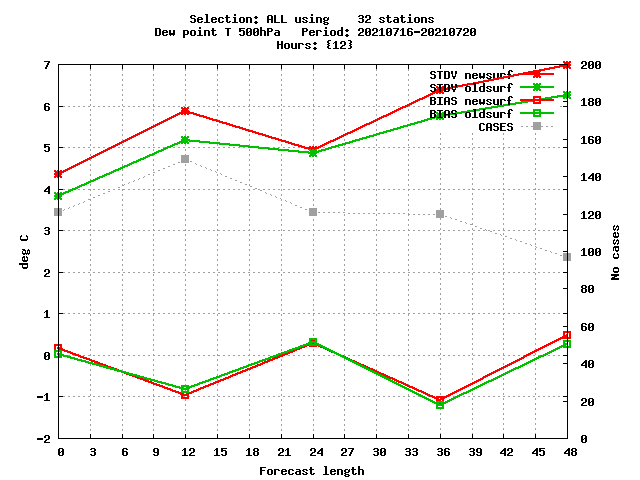 Selection: ALL using    32 stations
Dew point T 500hPa   Period: 20210716-20210720
Hours: {12}
STDV newsurf
STDV oldsurf
BIAS newsurf
BIAS oldsurf
CASES
7
6
5
4
3
2
1
0
-1
-2
deg C
200
180
160
140
120
100
80
60
40
20
0
No cases
0 3 6 9 12 15 18 21 24 27 30 33 36 39 42 45 48
Forecast length